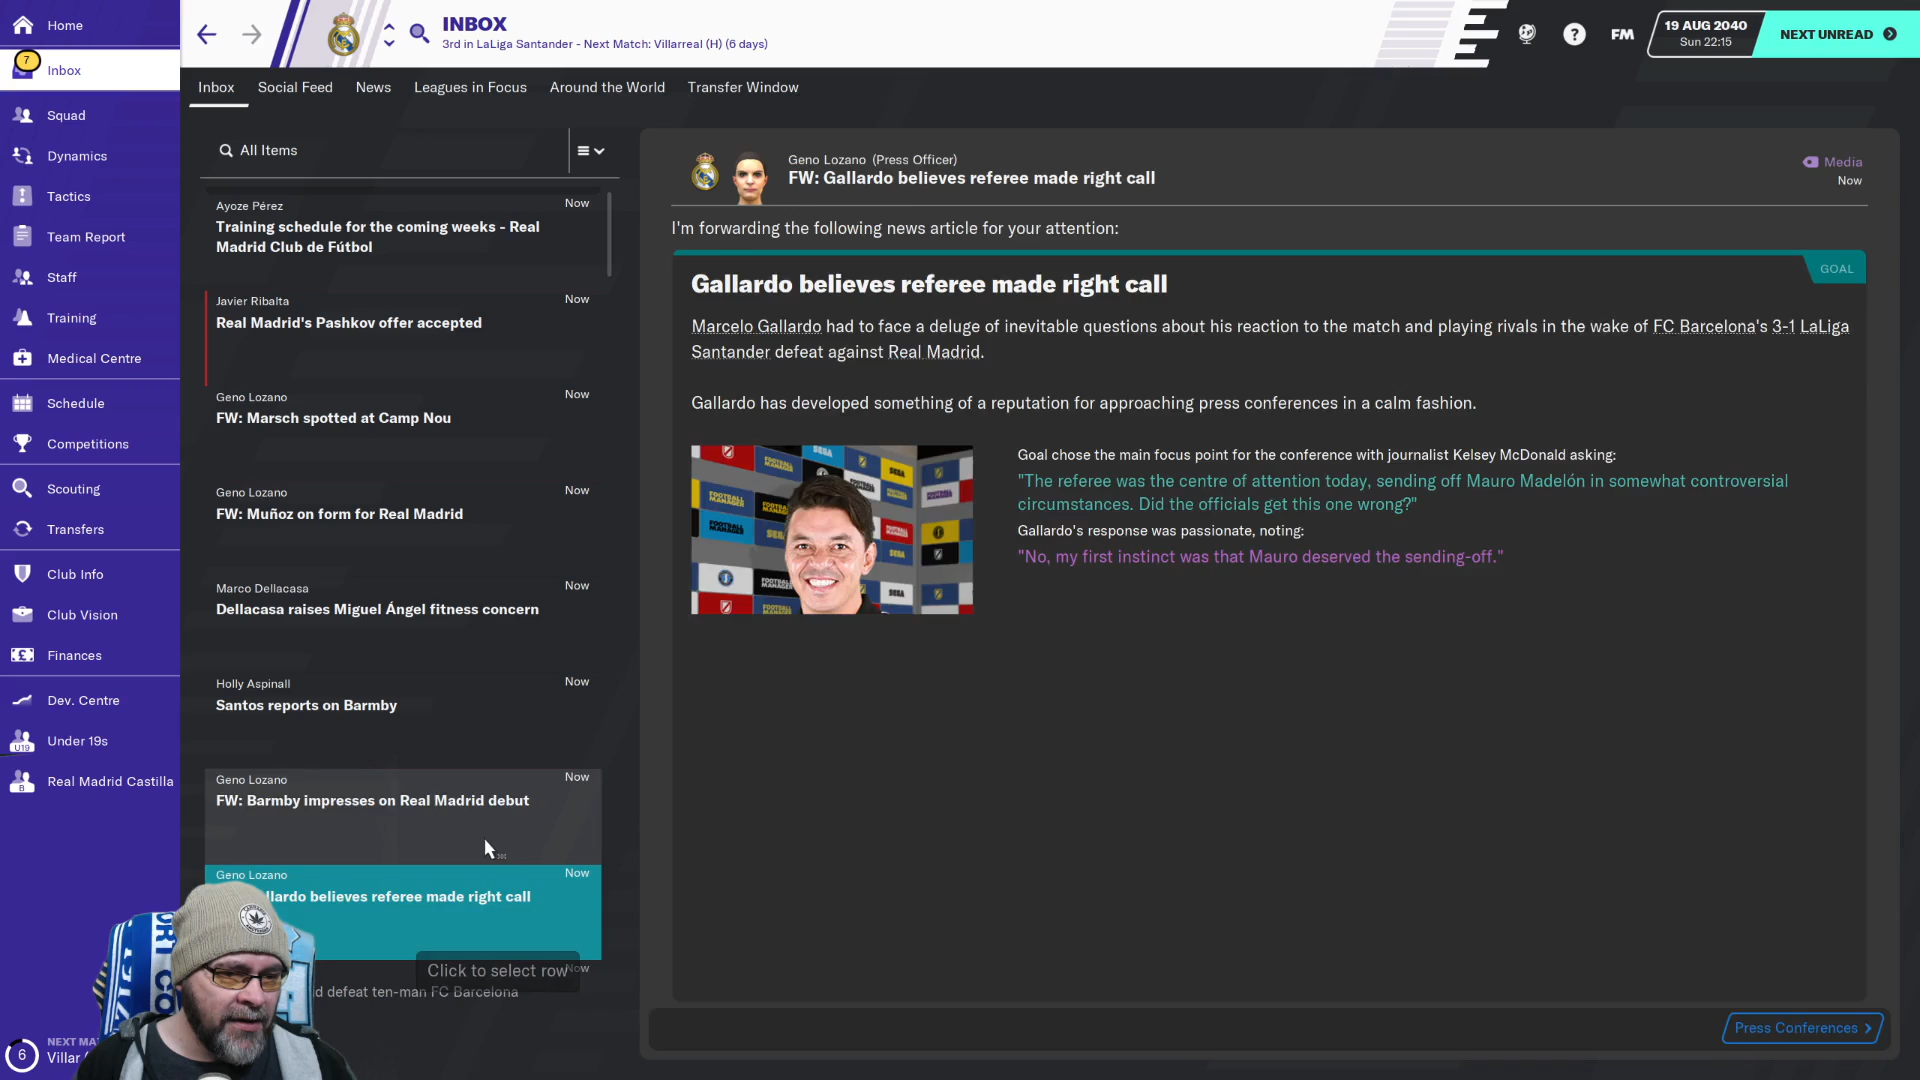 Home
7
Inbox
Squad
Dynamics
Tactics
Team Report
Staff
Training
Medical Centre
Schedule
Competitions
Scouting
Transfers
Club Info
Club Vision
Finances
Dev. Centre
U19
Under 19s
B
Real Madrid Castilla
6
NEXT MA
Villar
INBOX
3rd in LaLiga Santander - Next Match: Villarreal (H) (6 days)
?
FM
19 AUG 2040
Sun 22:15
NEXT UNREAD
Inbox
Social Feed
News
Leagues in Focus
Around the World
Transfer Window
All Items
Ayoze Pérez
Now
Training schedule for the coming weeks - Real
Madrid Club de Fútbol
Javier Ribalta
Now
Real Madrid's Pashkov offer accepted
Geno Lozano
Now
FW: Marsch spotted at Camp Nou
Geno Lozano
Now
FW: Muñoz on form for Real Madrid
Marco Dellacasa
Now
Dellacasa raises Miguel Ángel fitness concern
Holly Aspinall
Now
Santos reports on Barmby
Geno Lozano
Now
FW: Barmby impresses on Real Madrid debut
Geno Lozano
Now
llardo believes referee made right call
Click to select row
Now
id defeat ten-man FC Barcelona
Geno Lozano (Press Officer)
FW: Gallardo believes referee made right call
Media
Now
I'm forwarding the following news article for your attention:
GOAL
Gallardo believes referee made right call
Marcelo Gallardo had to face a deluge of inevitable questions about his reaction to the match and playing rivals in the wake of FC Barcelona's 3-1 LaLiga
Santander defeat against Real Madrid.
Gallardo has developed something of a reputation for approaching press conferences in a calm fashion.
Goal chose the main focus point for the conference with journalist Kelsey McDonald asking:
"The referee was the centre of attention today, sending off Mauro Madelón in somewhat controversial
circumstances. Did the officials get this one wrong?"
Gallardo's response was passionate, noting:
"No, my first instinct was that Mauro deserved the sending-off."
Press Conferences